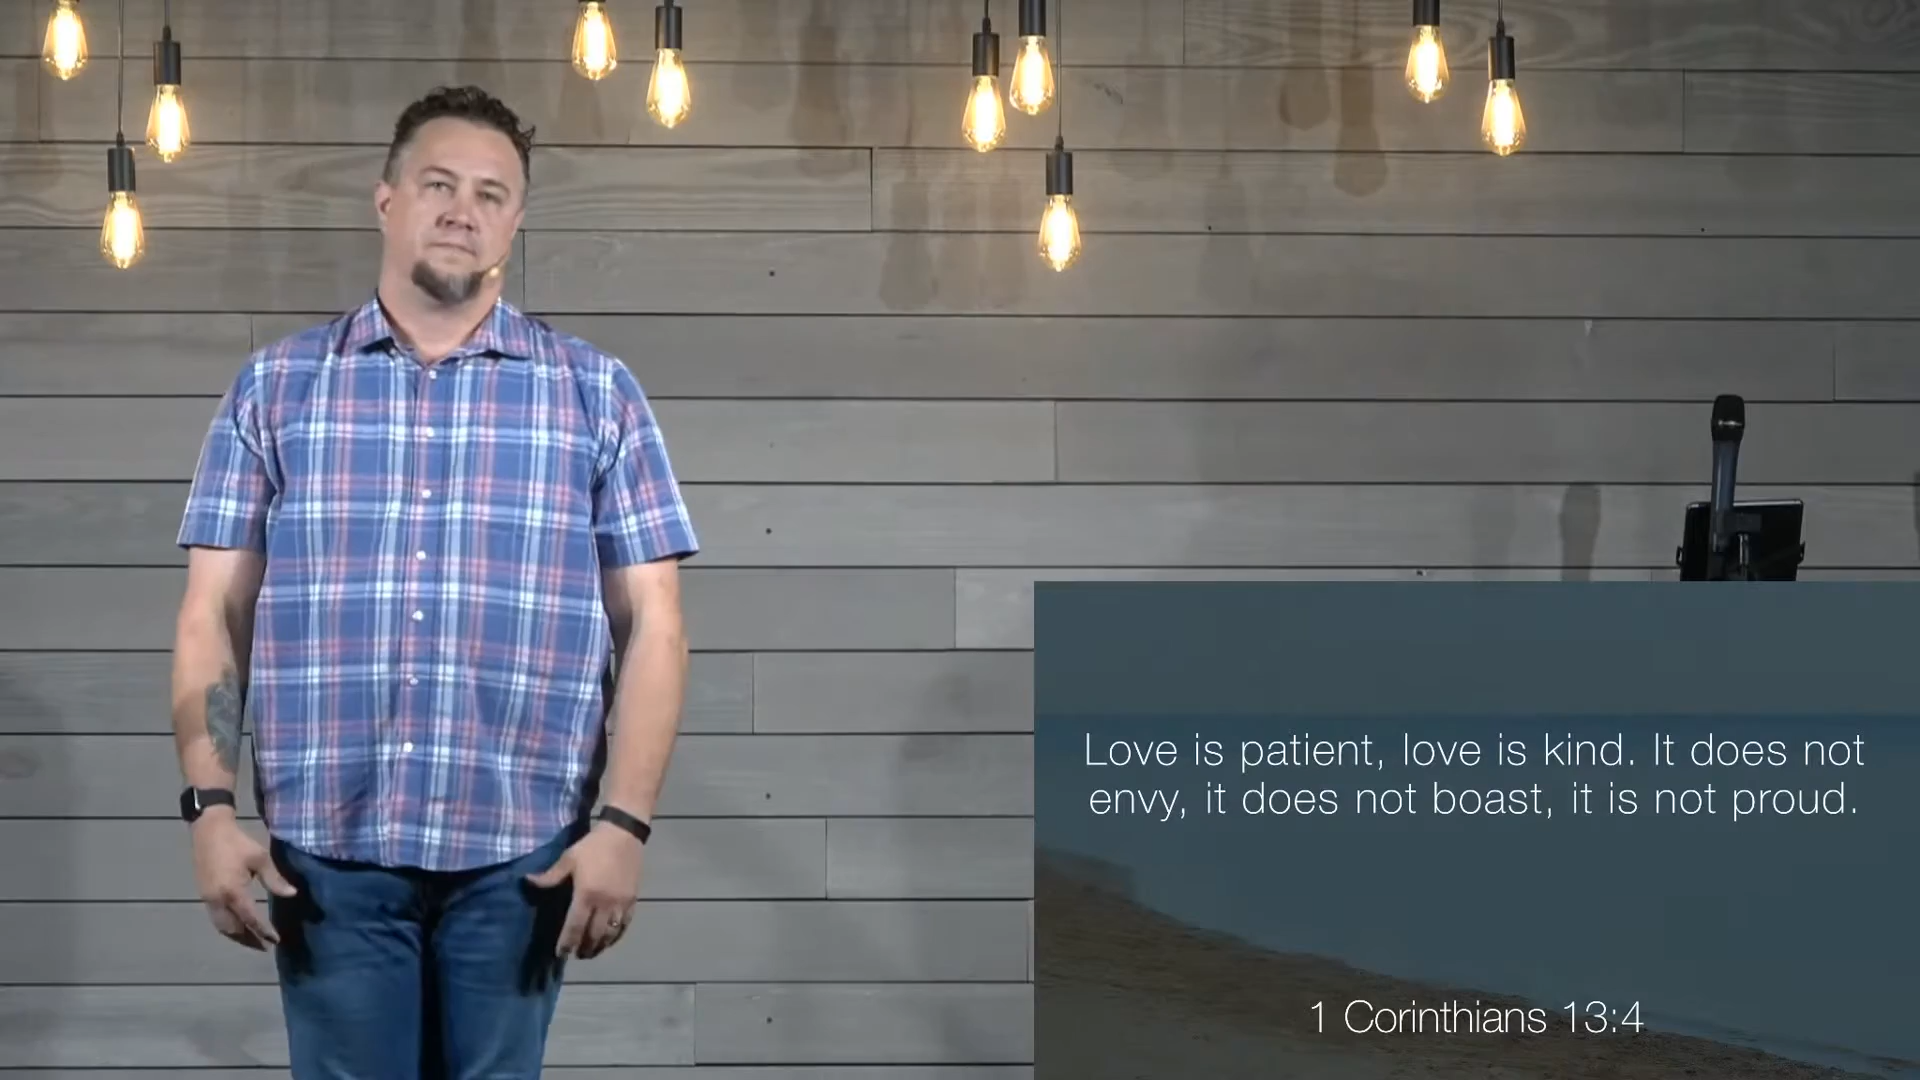 Love is patient, love is kind. It does not
envy, it does not boast, it is not proud.
1 Corinthians 13:4